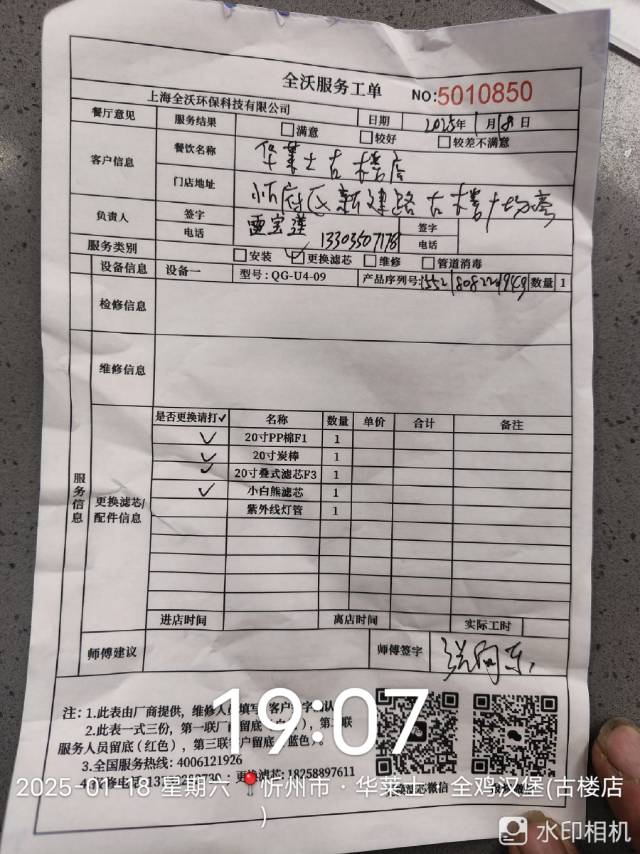 全沃服务工单 NO:5010850
上海全沃环保科技有限公司 日期 2025年1月18日
餐厅意见 服务结果 □满意 □较好 □较差不满意
客户信息 餐饮名称 华莱士古楼店
门店地址 忻府区新建路古楼
负责人 签字 签字
电话 13303507178 电话
服务类别 □安装 ☑更换滤芯 □维修 □管道消毒
设备信息 设备一 型号:QG-U4-09 产品序列号: 数量 1
检修信息
维修信息
服务信息
更换滤芯/配件信息
是否更换请打✓ 名称 数量 单价 合计 备注
✓ 20寸PP棉F1 1
✓ 20寸炭棒 1
✓ 20寸叠式滤芯F3 1
✓ 小白熊滤芯 1
紫外线灯管 1
进店时间 离店时间 实际工时
师傅建议 师傅签字
注：1.此表由厂商提供，维修人员填写
2.此表一式三份，第一联厂
服务人员留底（红色），第三联
3.全国服务热线: 4006121926
更换滤芯: 18258897611
19:07
2025-01-18 星期六 忻州市·华莱士·全鸡汉堡(古楼店
)
水印相机